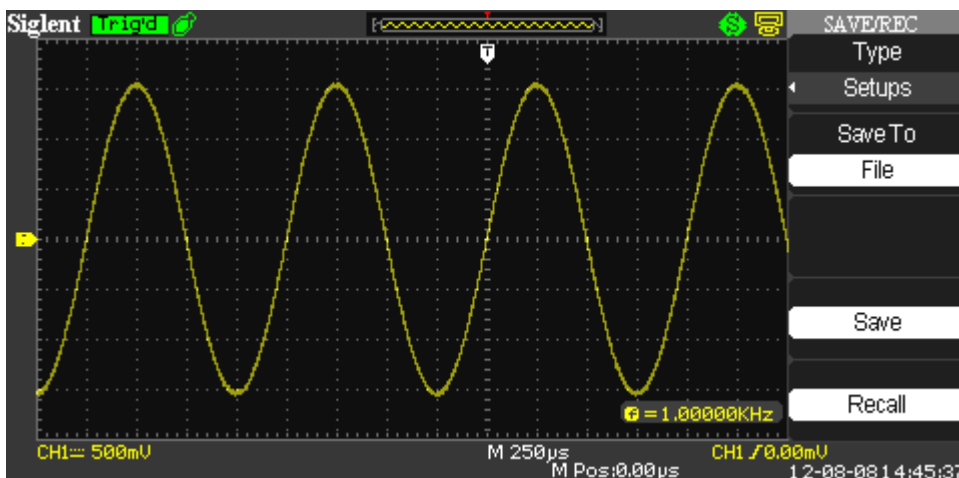 Siglent Trig'd S SAVE/REC
T
Type
Setups
Save To
File
Save
f = 1.00000KHz
Recall
CH1 500mV M 250µs CH1 0.00mV
M Pos:0.00µs 12-08-08 14:45:37